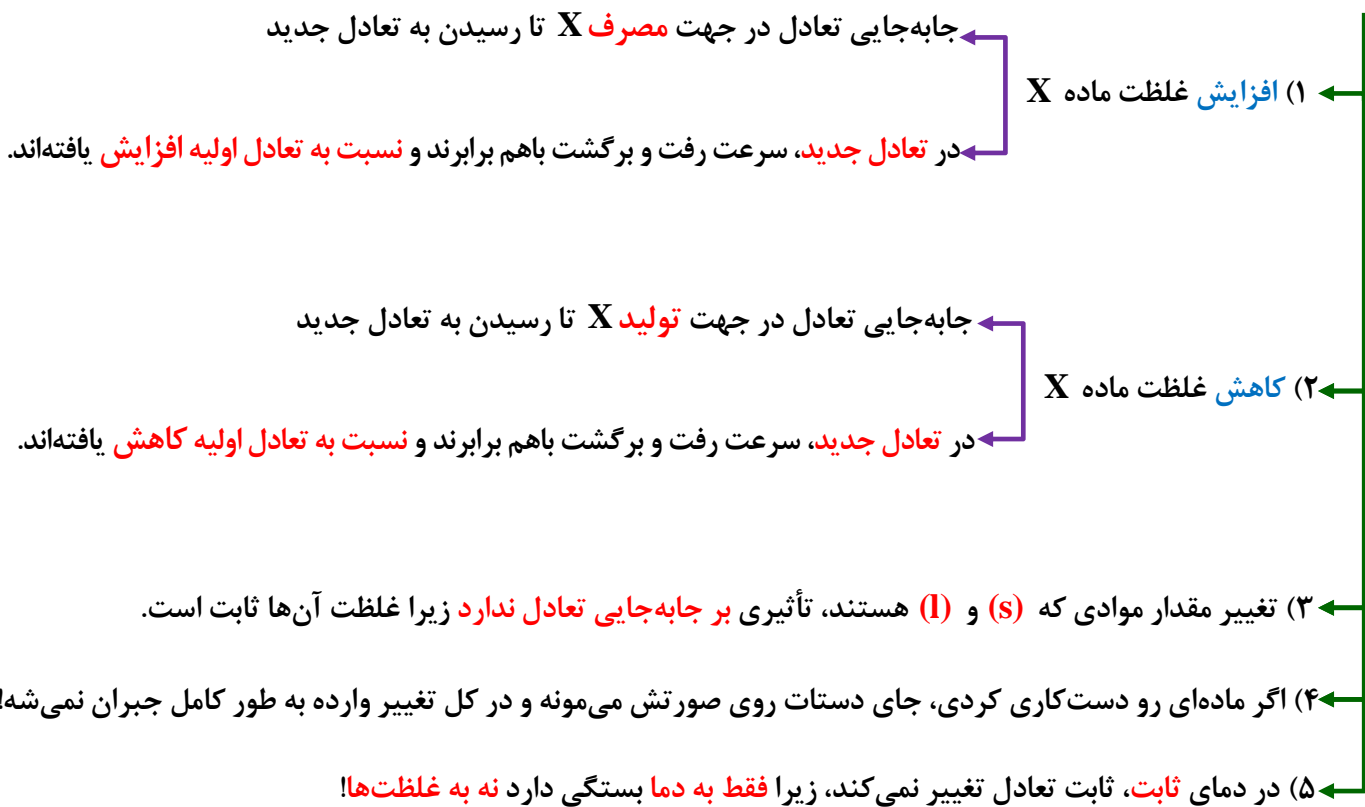 جابه‌جایی تعادل در جهت مصرف X تا رسیدن به تعادل جدید
۱) افزایش غلظت ماده X
در تعادل جدید، سرعت رفت و برگشت باهم برابرند و نسبت به تعادل اولیه افزایش یافته‌اند.
جابه‌جایی تعادل در جهت تولید X تا رسیدن به تعادل جدید
۲) کاهش غلظت ماده X
در تعادل جدید، سرعت رفت و برگشت باهم برابرند و نسبت به تعادل اولیه کاهش یافته‌اند.
۳) تغییر مقدار موادی که (s) و (l) هستند، تأثیری بر جابه‌جایی تعادل ندارد زیرا غلظت آن‌ها ثابت است.
۴) اگر ماده‌ای رو دست‌کاری کردی، جای دستات روی صورتش می‌مونه و در کل تغییر وارده به طور کامل جبران نمی‌شه!
۵) در دمای ثابت، ثابت تعادل تغییر نمی‌کند، زیرا فقط به دما بستگی دارد نه به غلظت‌ها!